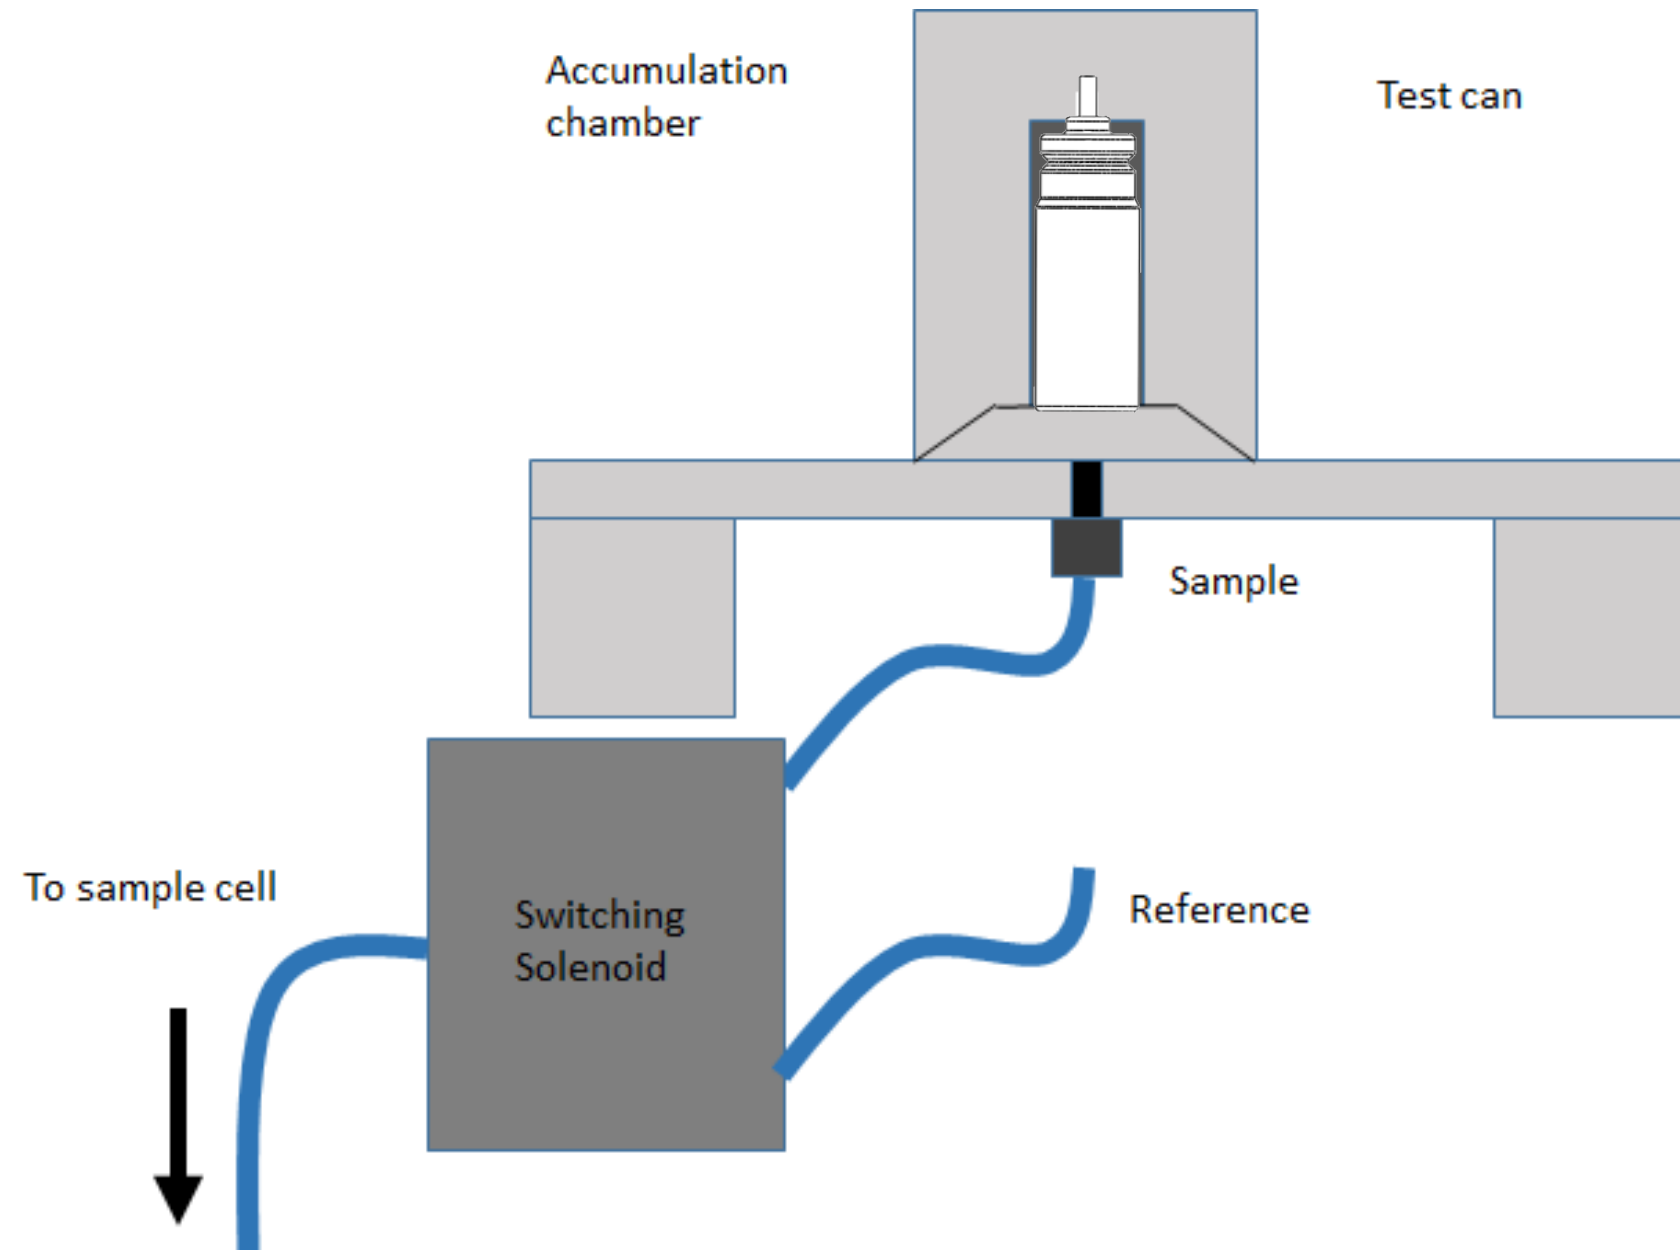 Accumulation
chamber
Test can
Sample
To sample cell
Switching
Solenoid
Reference